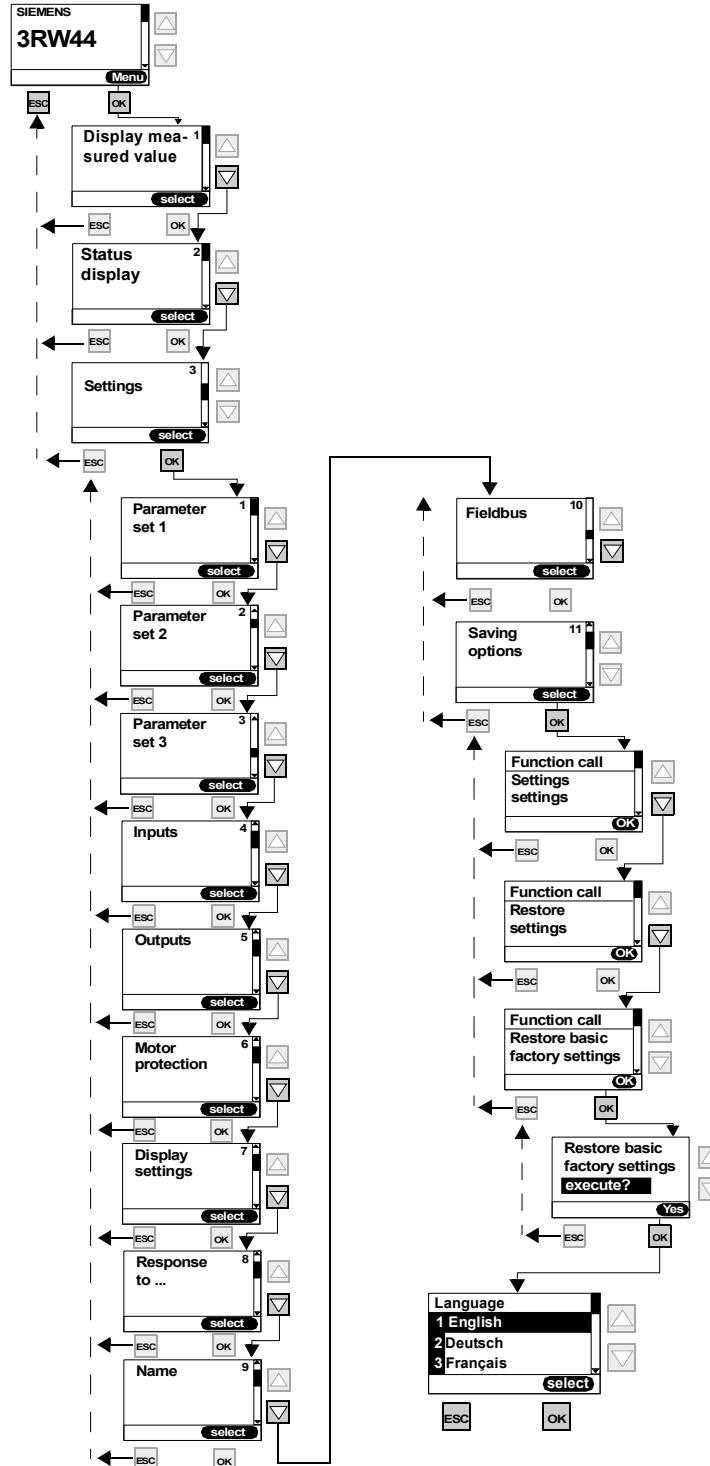 SIEMENS
3RW44
Menu
ESC
OK
Display mea-
sured value
1
select
ESC
OK
Status
display
2
select
ESC
OK
Settings
3
select
ESC
OK
Parameter
set 1
1
select
ESC
OK
Parameter
set 2
2
select
ESC
OK
Parameter
set 3
3
select
ESC
OK
Inputs
4
select
ESC
OK
Outputs
5
select
ESC
OK
Motor
protection
6
select
ESC
OK
Display
settings
7
select
ESC
OK
Response
to ...
8
select
ESC
OK
Name
9
select
ESC
OK
Fieldbus
10
select
ESC
OK
Saving
options
11
select
ESC
OK
Function call
Settings
settings
OK
ESC
OK
Function call
Restore
settings
OK
ESC
OK
Function call
Restore basic
factory settings
OK
ESC
OK
Restore basic
factory settings
execute?
Yes
ESC
OK
Language
1 English
2 Deutsch
3 Français
select
ESC
OK